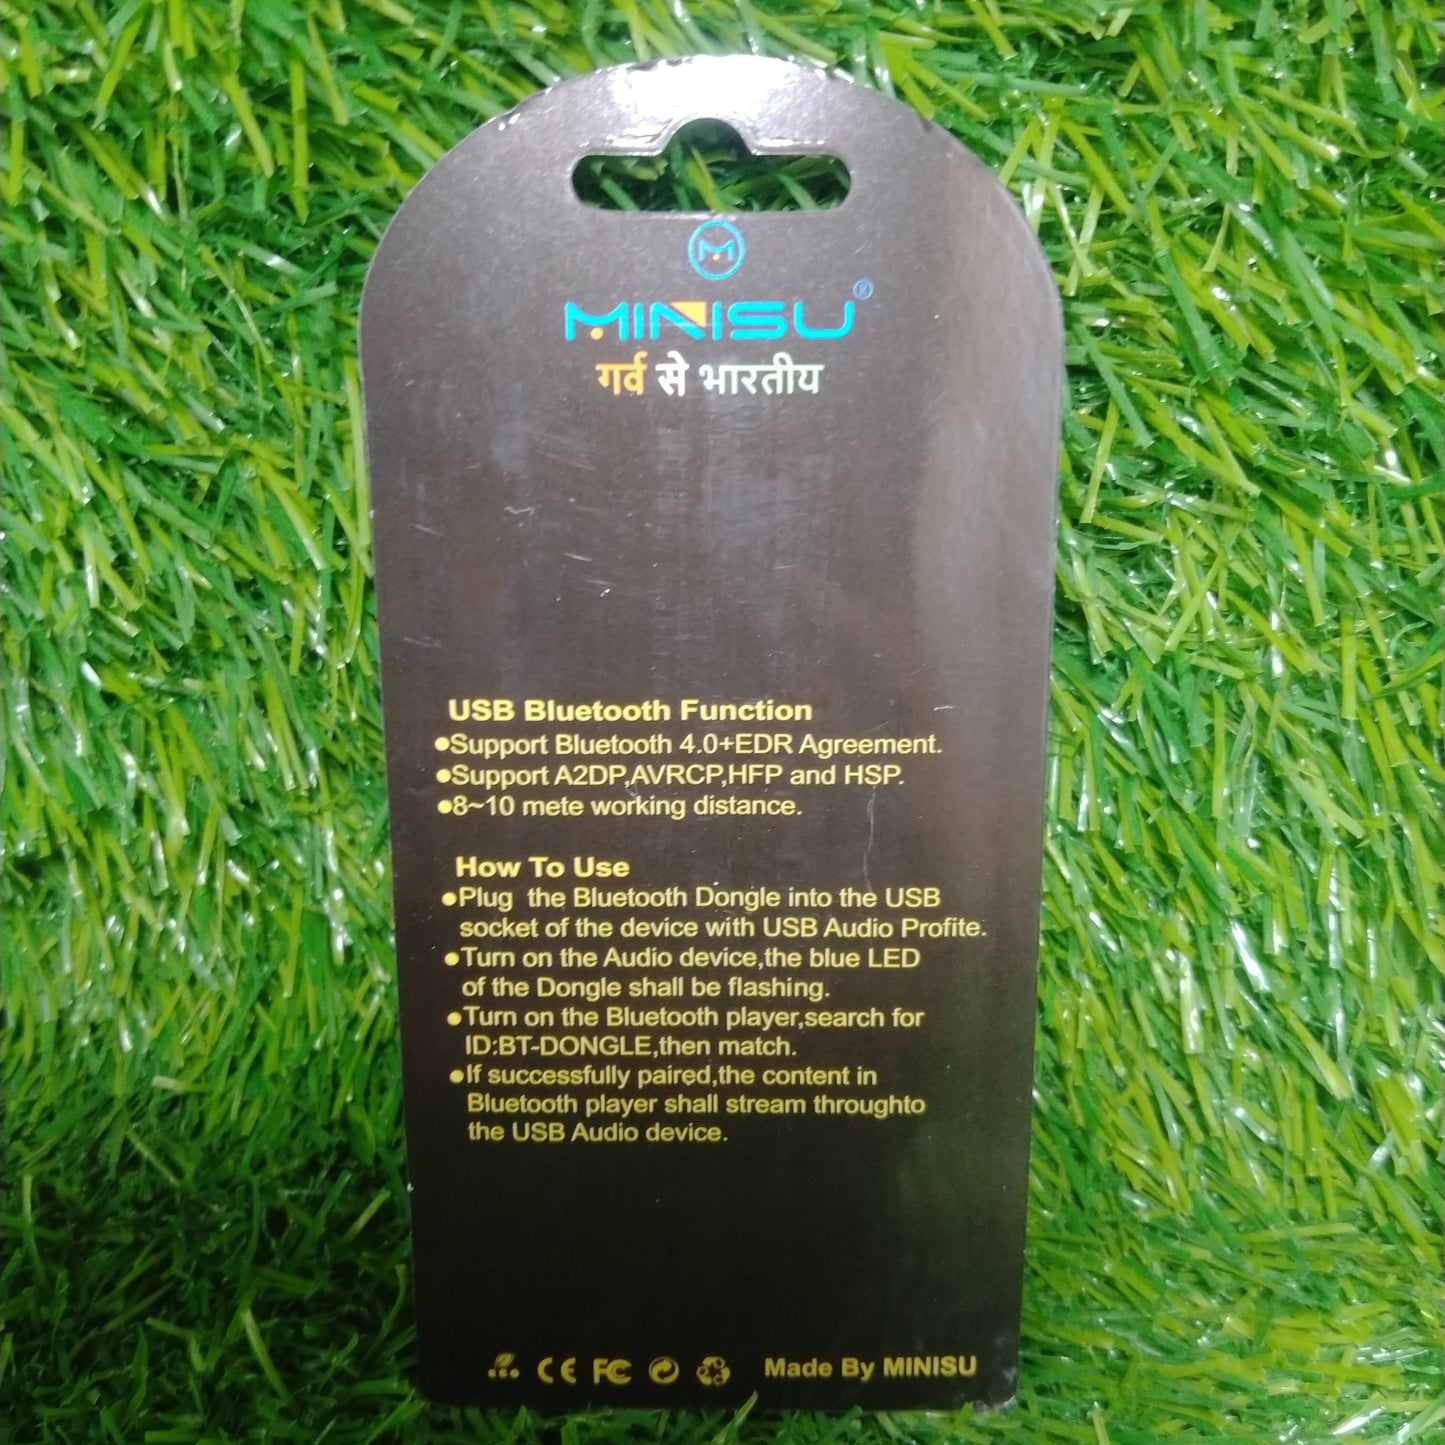 M
MINISU®
गर्व से भारतीय
USB Bluetooth Function
●Support Bluetooth 4.0+EDR Agreement.
●Support A2DP,AVRCP,HFP and HSP.
●8~10 mete working distance.
How To Use
●Plug the Bluetooth Dongle into the USB
socket of the device with USB Audio Profite.
●Turn on the Audio device,the blue LED
of the Dongle shall be flashing.
●Turn on the Bluetooth player,search for
ID:BT-DONGLE,then match.
●If successfully paired,the content in
Bluetooth player shall stream throughto
the USB Audio device.
CE FC Made By MINISU